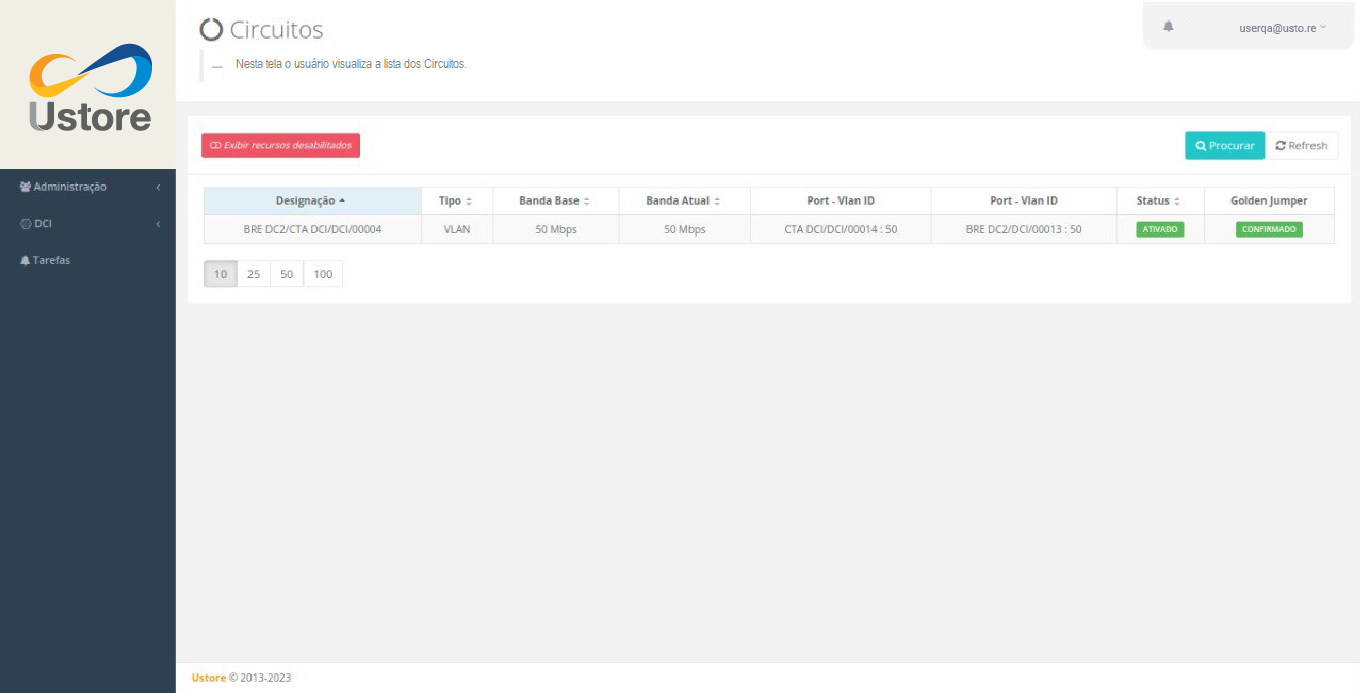 Ustore
Administração
DCI
Tarefas
Circuitos
Nesta tela o usuário visualiza a lista dos Circuitos.
userqa@usto.re
Exibir recursos desabilitados
Procurar
Refresh
Designação Tipo Banda Base Banda Atual Port - Vlan ID Port - Vlan ID Status Golden Jumper
BRE DC2/CTA DCI/DCI/00004 VLAN 50 Mbps 50 Mbps CTA DCI/DCI/00014 : 50 BRE DC2/DCI/00013 : 50 ATIVADO CONFIRMADO
10 25 50 100
Ustore © 2013-2023